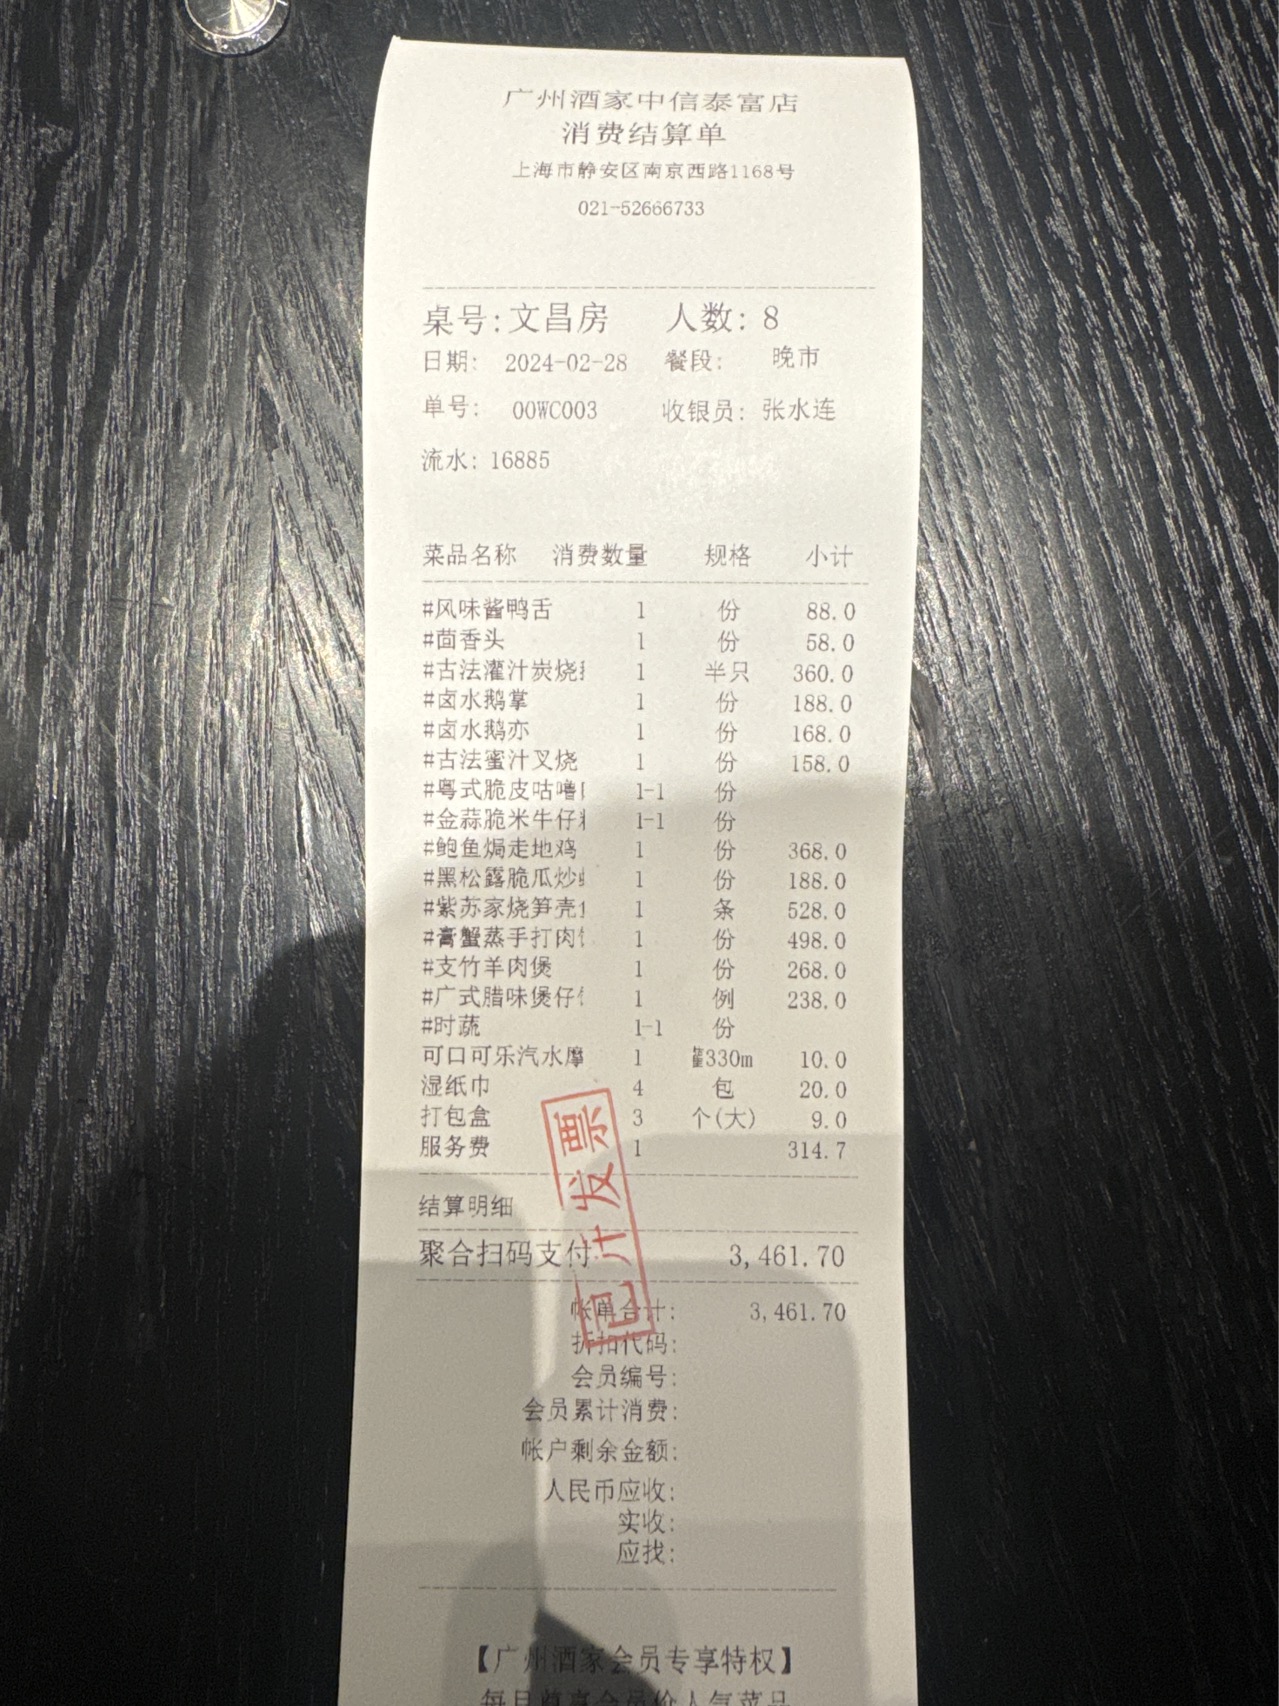 广州酒家中信泰富店
消费结算单
上海市静安区南京西路1168号
021-52666733
桌号:文昌房 人数: 8
日期: 2024-02-28 餐段: 晚市
单号: 00WC003 收银员: 张水连
流水: 16885
菜品名称 消费数量 规格 小计
#风味酱鸭舌 1 份 88.0
#茴香头 1 份 58.0
#古法灌汁炭烧 1 半只 360.0
#卤水鹅掌 1 份 188.0
#卤水鹅亦 1 份 168.0
#古法蜜汁叉烧 1 份 158.0
#粤式脆皮咕噜 1-1 份
#金蒜脆米牛仔 1-1 份
#鲍鱼焗走地鸡 1 份 368.0
#黑松露脆瓜炒 1 份 188.0
#紫苏家烧笋壳 1 条 528.0
#膏蟹蒸手打肉 1 份 498.0
#支竹羊肉煲 1 份 268.0
#广式腊味煲仔 1 例 238.0
#时蔬 1-1 份
可口可乐汽水摩 1 330m 10.0
湿纸巾 4 包 20.0
打包盒 3 个(大) 9.0
服务费 1 314.7
结算明细
聚合扫码支付 3,461.70
帐单合计: 3,461.70
折扣代码:
会员编号:
会员累计消费:
帐户剩余金额:
人民币应收:
实收:
应找:
已开发票
【广州酒家会员专享特权】
每月尊享会员价人气菜品